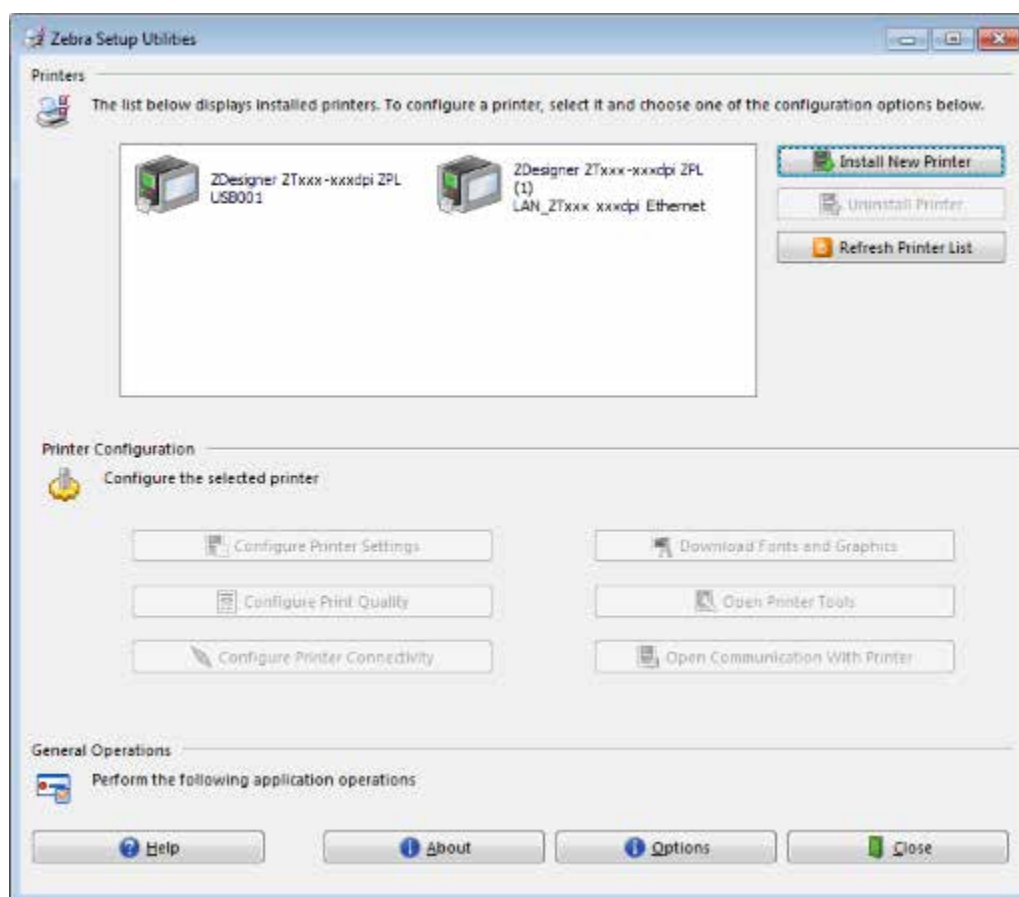 Zebra Setup Utilities
Printers
The list below displays installed printers. To configure a printer, select it and choose one of the configuration options below.
ZDesigner ZTxxx-xxxdpi ZPL
USB001
ZDesigner ZTxxx-xxxdpi ZPL
(1)
LAN_ZTxxx xxxdpi Ethernet
Install New Printer
Uninstall Printer
Refresh Printer List
Printer Configuration
Configure the selected printer
Configure Printer Settings
Download Fonts and Graphics
Configure Print Quality
Open Printer Tools
Configure Printer Connectivity
Open Communication With Printer
General Operations
Perform the following application operations
Help
About
Options
Close